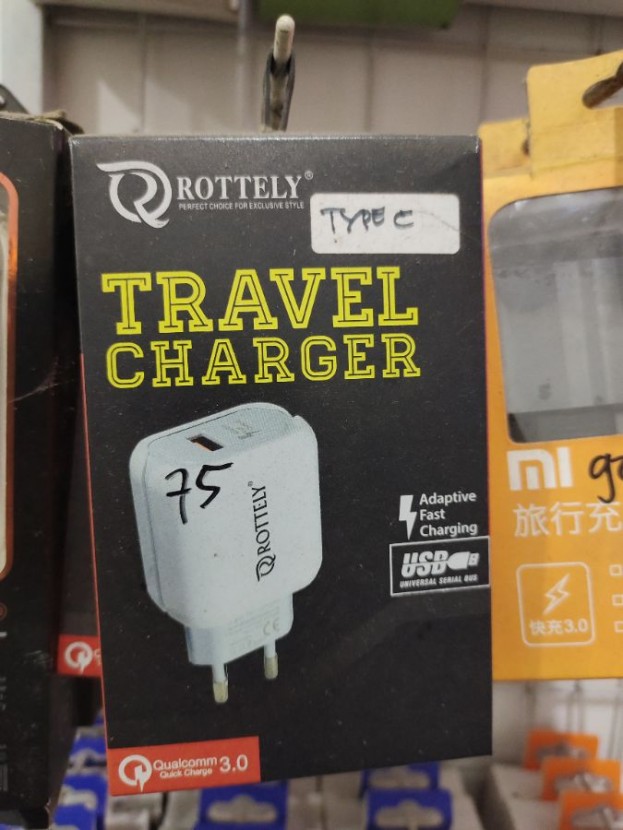 ROTTELY®
PERFECT CHOICE FOR EXCLUSIVE STYLE
TYPE C
TRAVEL
CHARGER
75
ROTTELY®
Adaptive
Fast
Charging
USB
UNIVERSAL SERIAL BUS
Qualcomm 3.0
Quick Charge
mi
旅行充
快充3.0